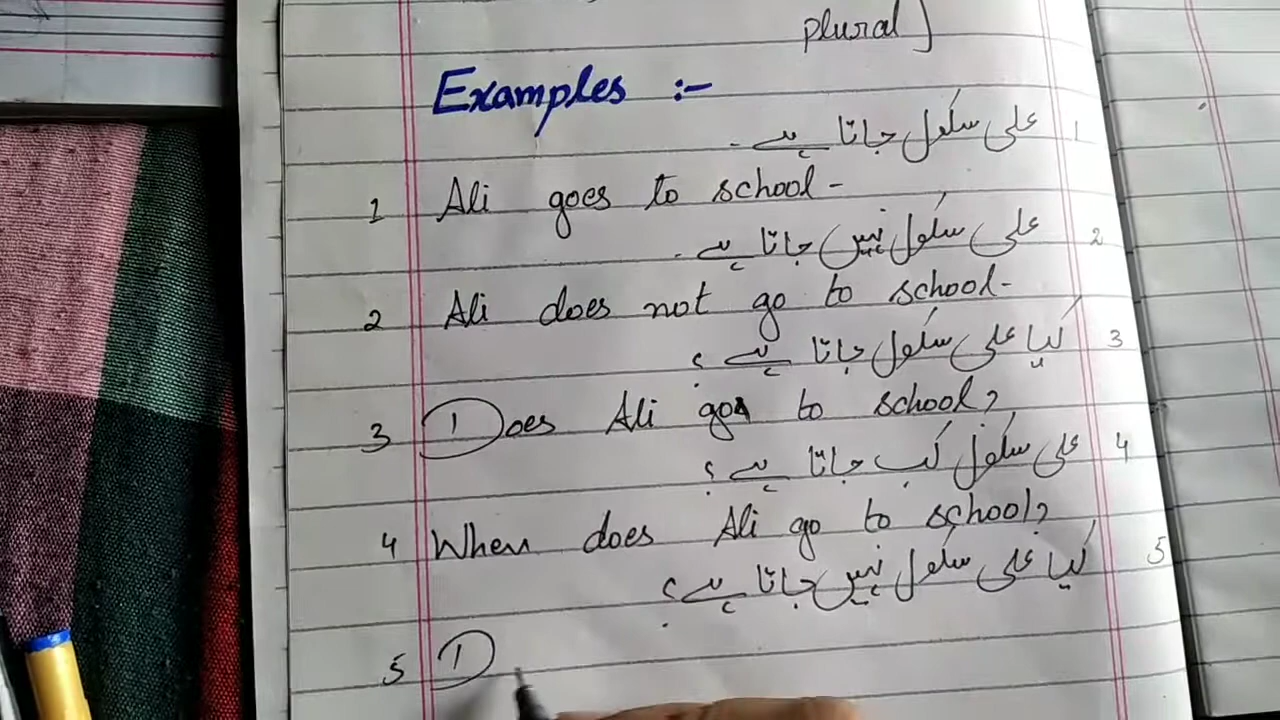 plural]
Examples :-
1 علی سکول جاتا ہے۔
1 Ali goes to school-
2 علی سکول نہیں جاتا ہے۔
2 Ali does not go to school-
3 کیا علی سکول جاتا ہے؟
3 Does Ali go to school?
4 علی سکول کب جاتا ہے؟
4 When does Ali go to school?
5 کیا علی سکول نہیں جاتا ہے؟
5 D